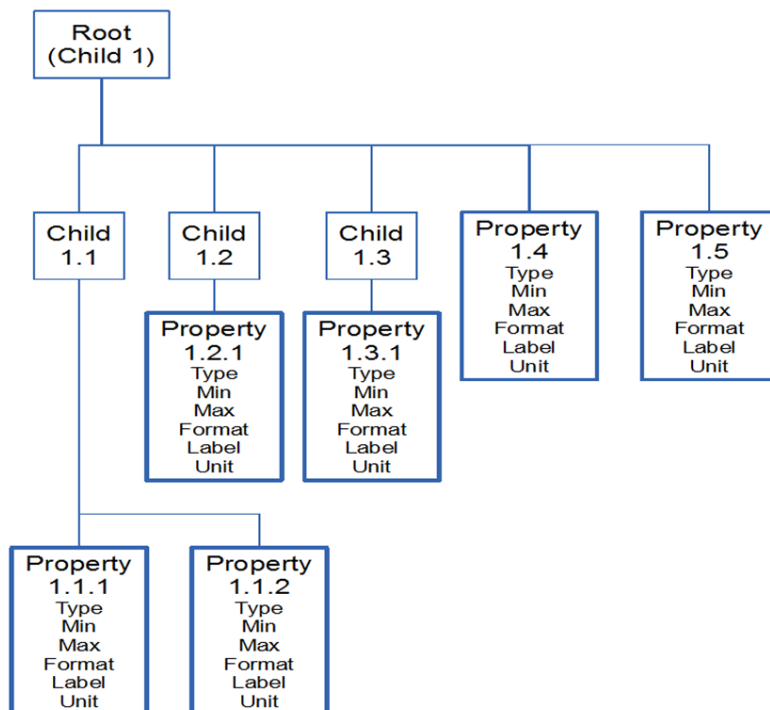 Root
(Child 1)
Child
1.1
Child
1.2
Child
1.3
Property
1.4
Type
Min
Max
Format
Label
Unit
Property
1.5
Type
Min
Max
Format
Label
Unit
Property
1.2.1
Type
Min
Max
Format
Label
Unit
Property
1.3.1
Type
Min
Max
Format
Label
Unit
Property
1.1.1
Type
Min
Max
Format
Label
Unit
Property
1.1.2
Type
Min
Max
Format
Label
Unit